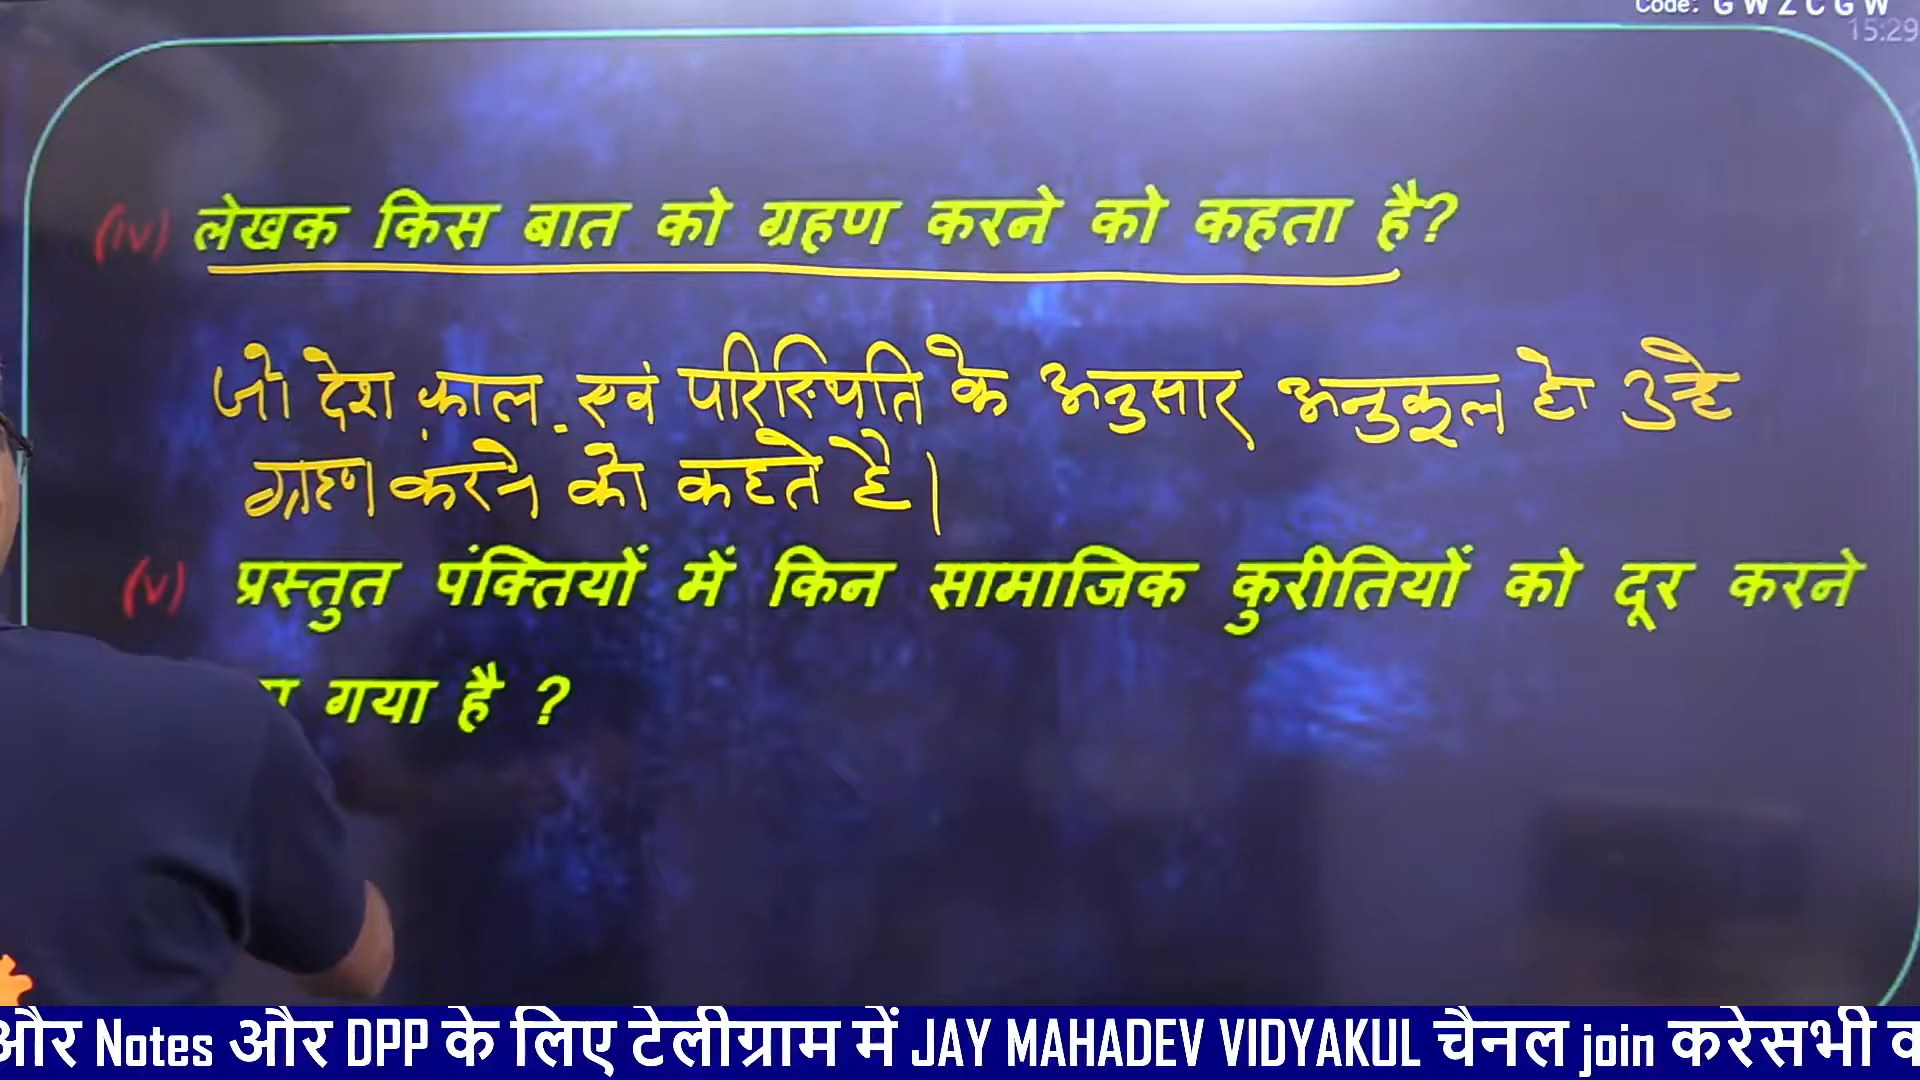 Code: G W Z C G W
15:29
(iv) लेखक किस बात को ग्रहण करने को कहता है?
जो देश काल एवं परिस्थिति के अनुसार अनुकूल हो उन्हे
ग्रहण करने को कहते है।
(v) प्रस्तुत पंक्तियों में किन सामाजिक कुरीतियों को दूर करने
गया है ?
और Notes और DPP के लिए टेलीग्राम में JAY MAHADEV VIDYAKUL चैनल join करेसभी